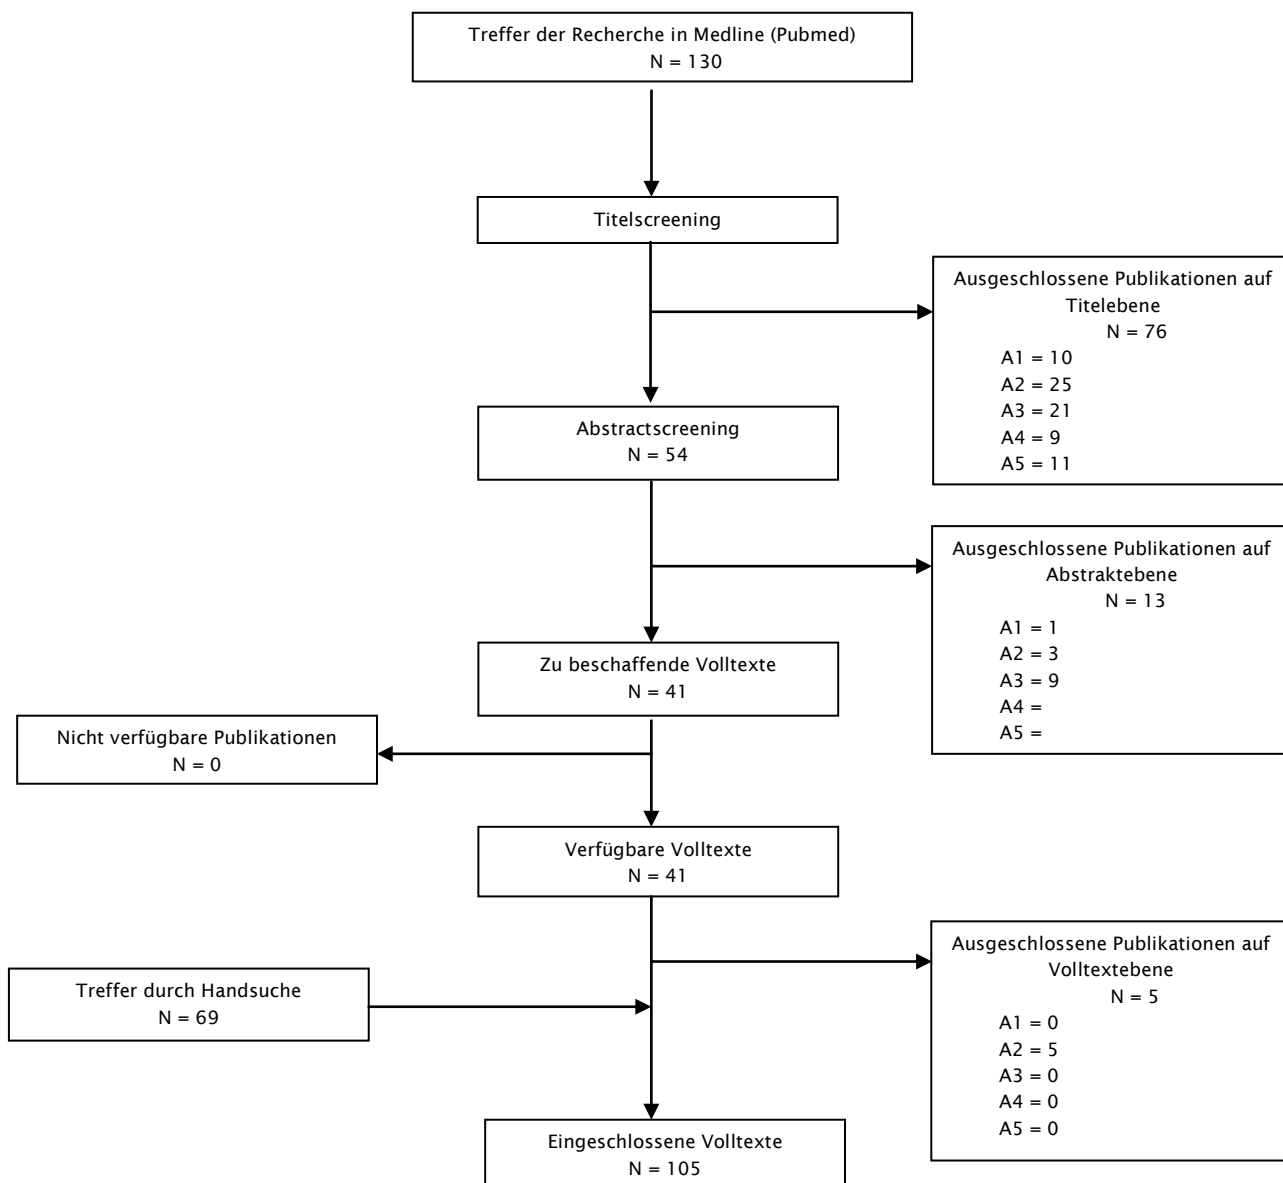 Treffer der Recherche in Medline (Pubmed)
N = 130
Titelscreening
Ausgeschlossene Publikationen auf
Titelebene
N = 76
A1 = 10
A2 = 25
A3 = 21
A4 = 9
A5 = 11
Abstractscreening
N = 54
Ausgeschlossene Publikationen auf
Abstraktebene
N = 13
A1 = 1
A2 = 3
A3 = 9
A4 =
A5 =
Zu beschaffende Volltexte
N = 41
Nicht verfügbare Publikationen
N = 0
Verfügbare Volltexte
N = 41
Ausgeschlossene Publikationen auf
Volltextebene
N = 5
A1 = 0
A2 = 5
A3 = 0
A4 = 0
A5 = 0
Treffer durch Handsuche
N = 69
Eingeschlossene Volltexte
N = 105